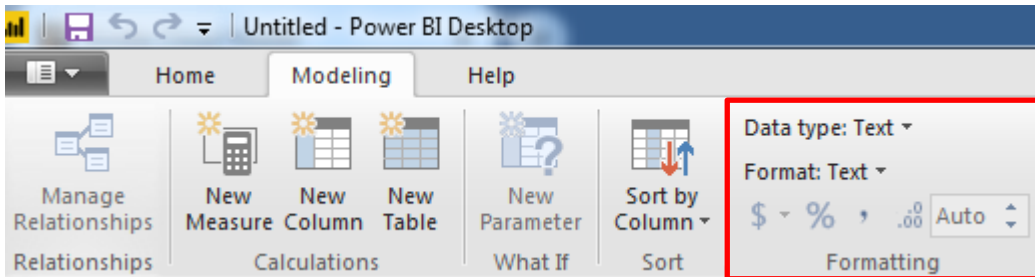 Untitled - Power BI Desktop
Home Modeling Help
Manage Relationships
New Measure
New Column
New Table
New Parameter
Sort by Column
Data type: Text
Format: Text
$ % , .00 Auto
Relationships Calculations What If Sort Formatting